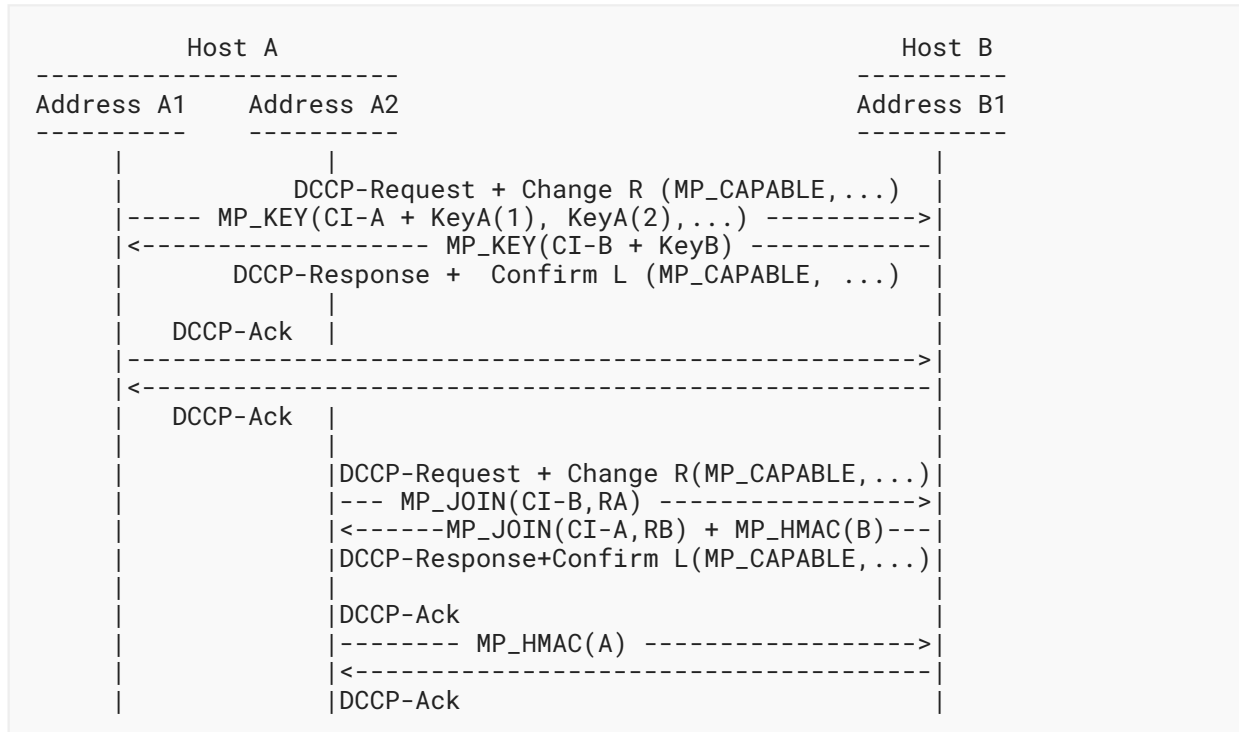 Host A                                         Host B
------------------------                              ----------
Address A1    Address A2                              Address B1
----------    ----------                              ----------
     |             |                                       |
     |           DCCP-Request + Change R (MP_CAPABLE,...)  |
     |----- MP_KEY(CI-A + KeyA(1), KeyA(2),...) ---------->|
     |<------------------- MP_KEY(CI-B + KeyB) ------------|
     |       DCCP-Response +  Confirm L (MP_CAPABLE, ...)  |
     |             |                                       |
     |   DCCP-Ack  |                                       |
     |---------------------------------------------------->|
     |<----------------------------------------------------|
     |   DCCP-Ack  |                                       |
     |             |                                       |
     |             |DCCP-Request + Change R(MP_CAPABLE,...)|
     |             |--- MP_JOIN(CI-B,RA) ----------------->|
     |             |<------MP_JOIN(CI-A,RB) + MP_HMAC(B)---|
     |             |DCCP-Response+Confirm L(MP_CAPABLE,...)|
     |             |                                       |
     |             |DCCP-Ack                               |
     |             |-------- MP_HMAC(A) ------------------>|
     |             |<--------------------------------------|
     |             |DCCP-Ack                               |